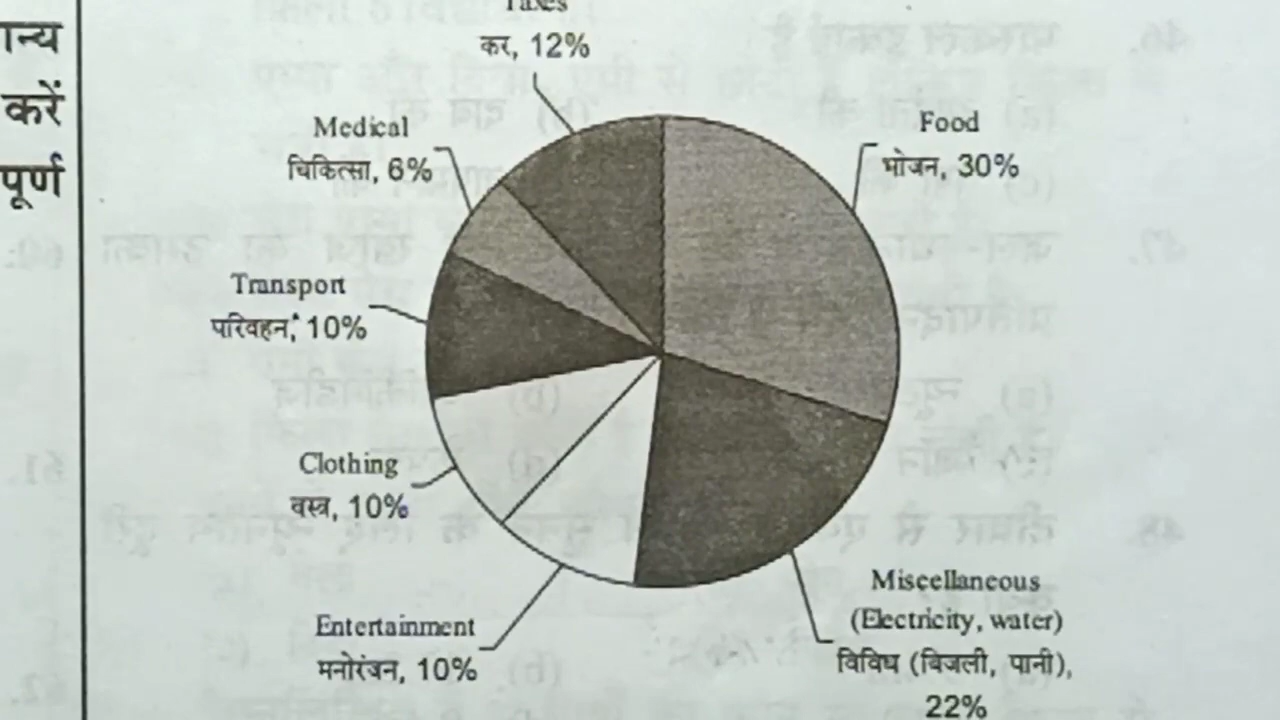 ान्य
करें
पूर्ण
Taxes
कर, 12%
Medical
चिकित्सा, 6%
Food
भोजन, 30%
Transport
परिवहन, 10%
Clothing
वस्त्र, 10%
Entertainment
मनोरंजन, 10%
Miscellaneous
(Electricity, water)
विविध (बिजली, पानी),
22%